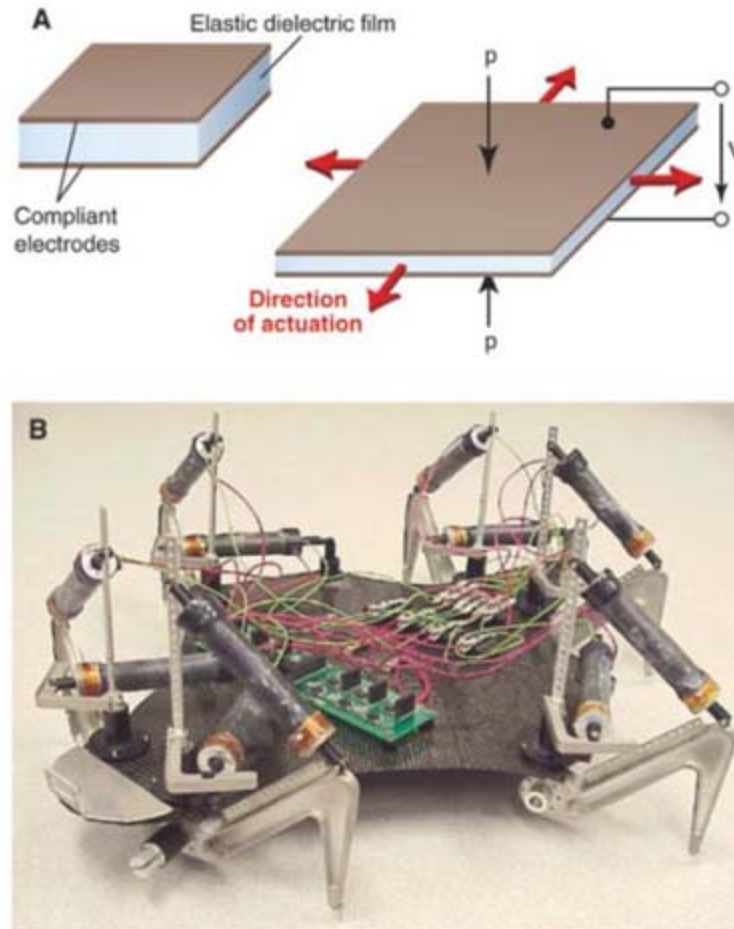 A
Elastic dielectric film
Compliant
electrodes
p
V
Direction
of actuation
p
B